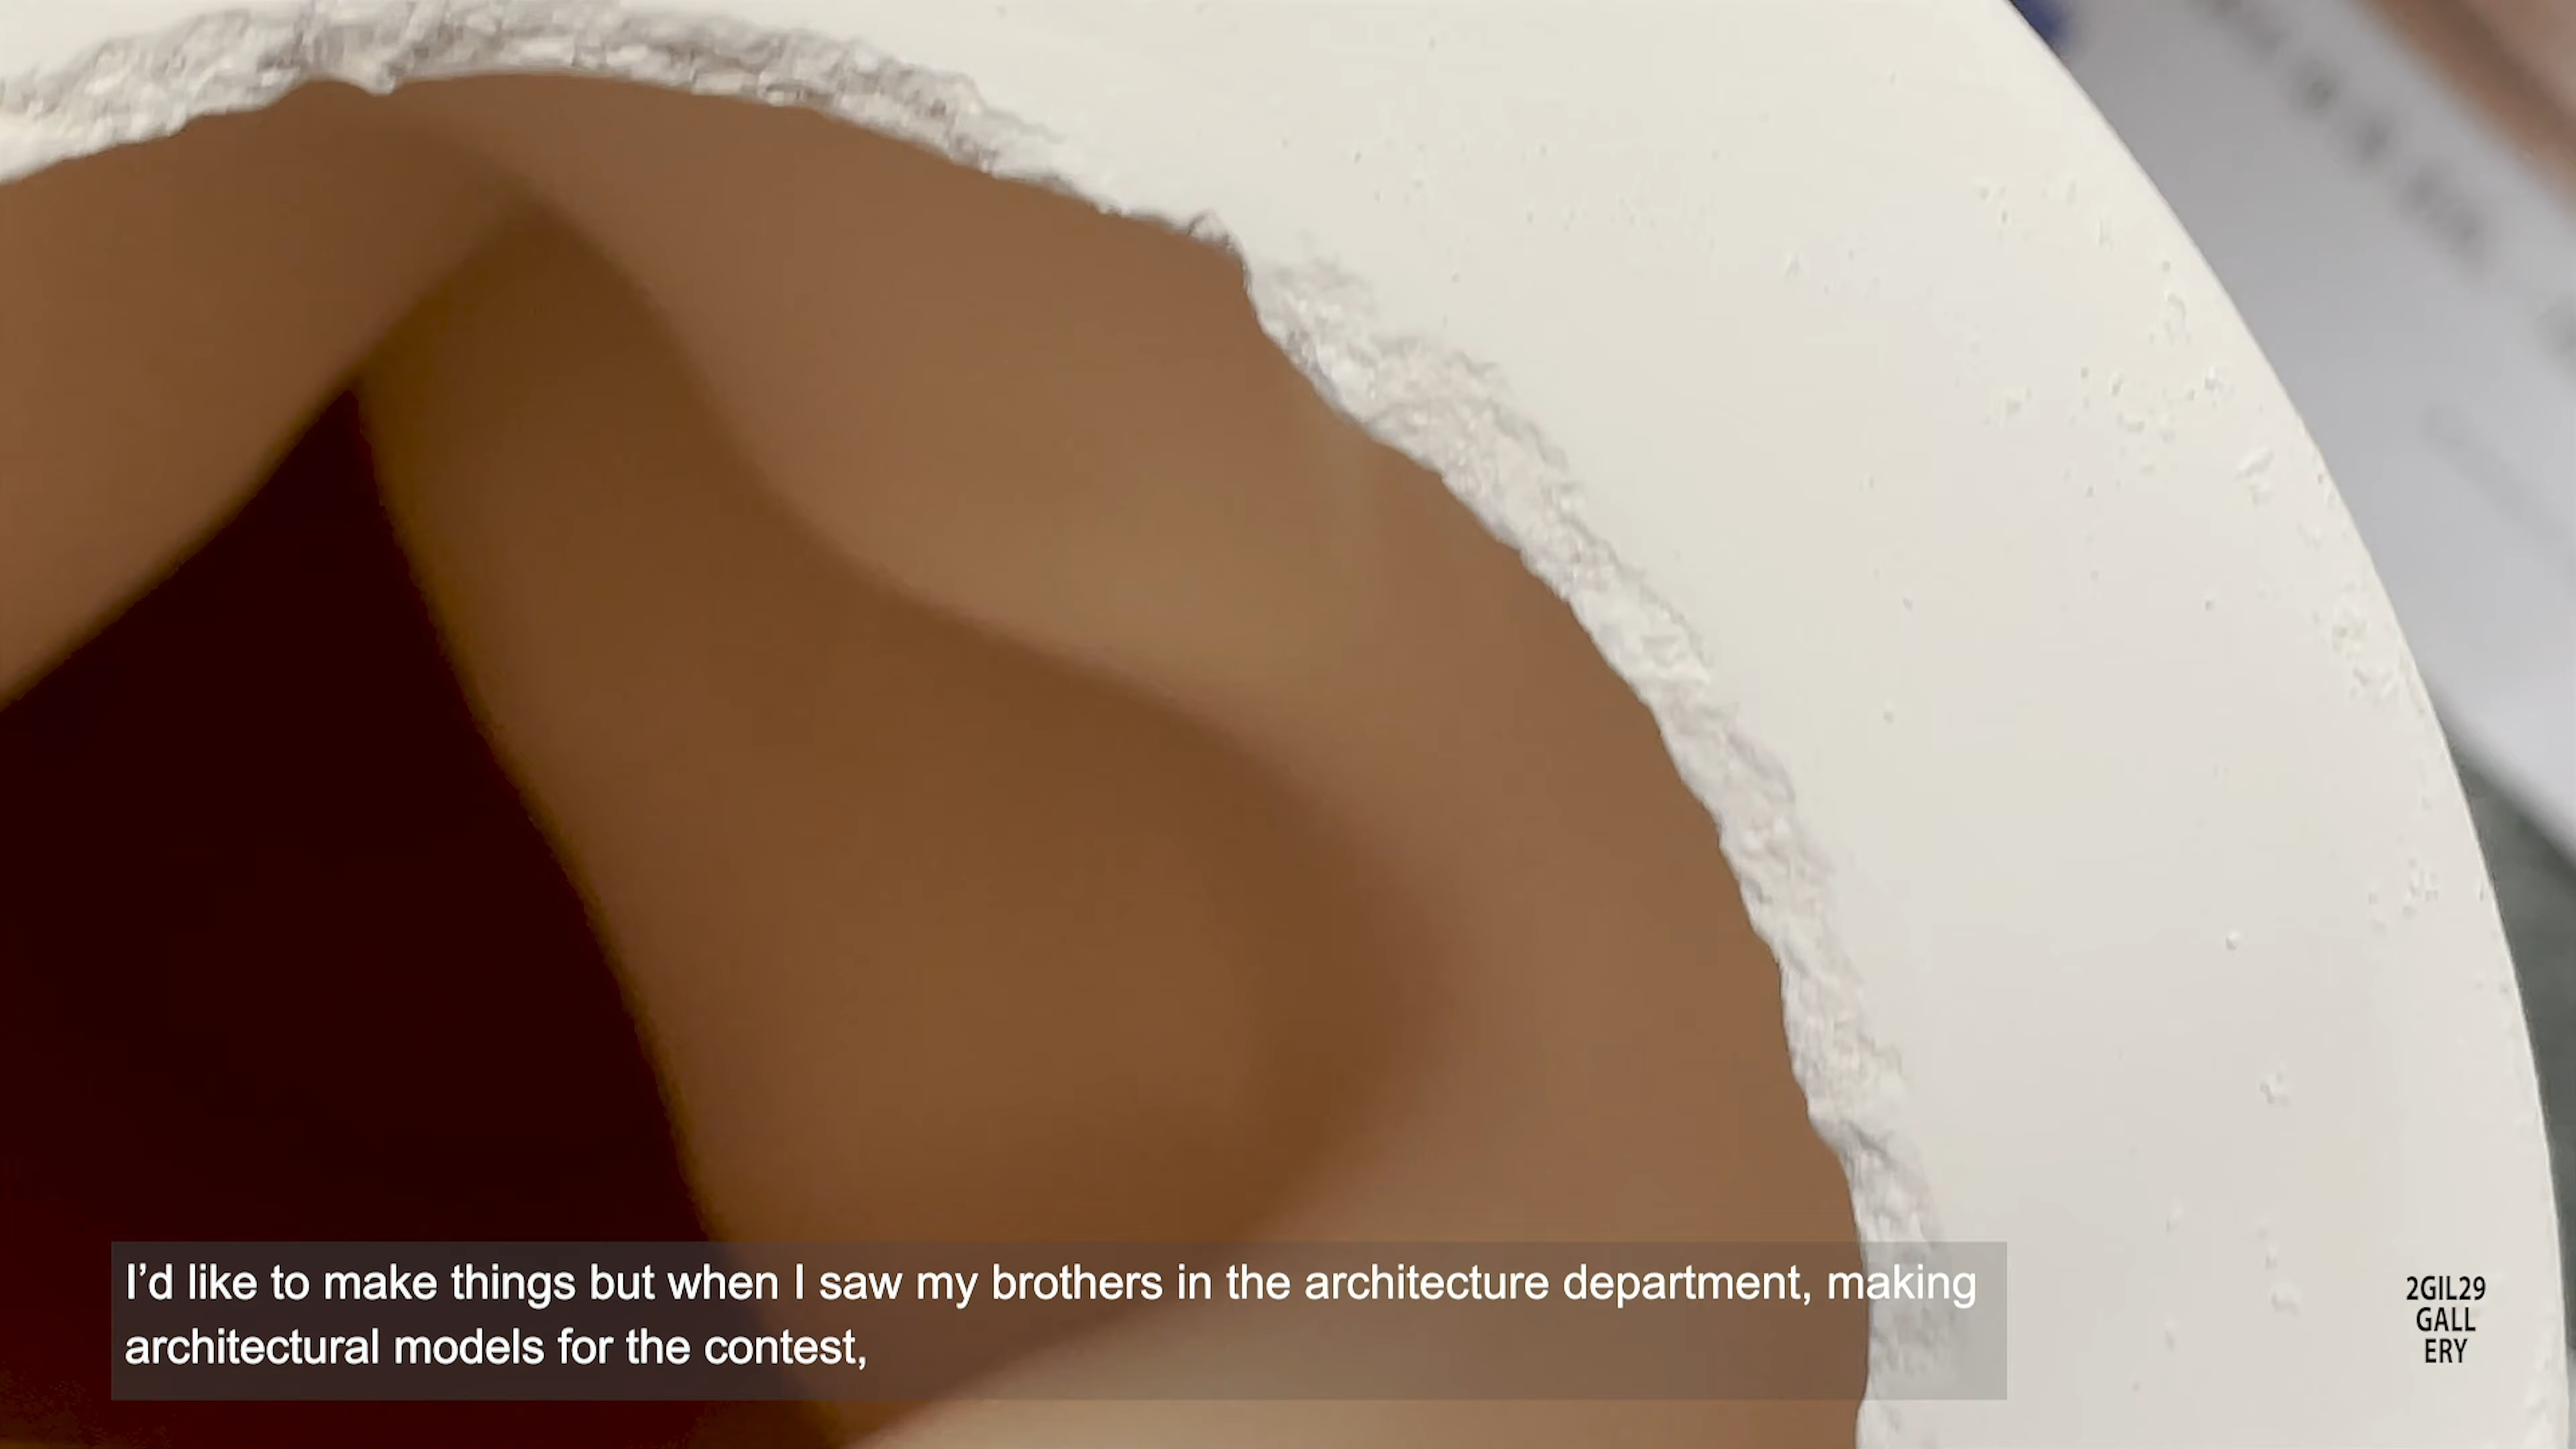 I’d like to make things but when I saw my brothers in the architecture department, making
architectural models for the contest,
2GIL29
GALL
ERY